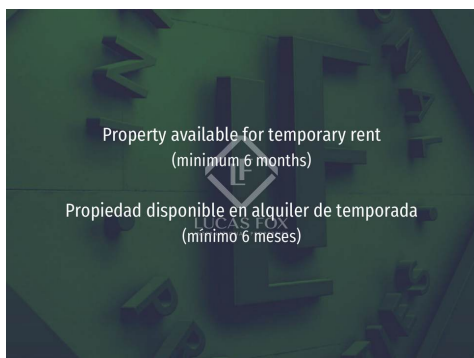 Property available for temporary rent
(minimum 6 months)
LF
Propiedad disponible en alquiler de temporada
LUCAS FOX
(mínimo 6 meses)